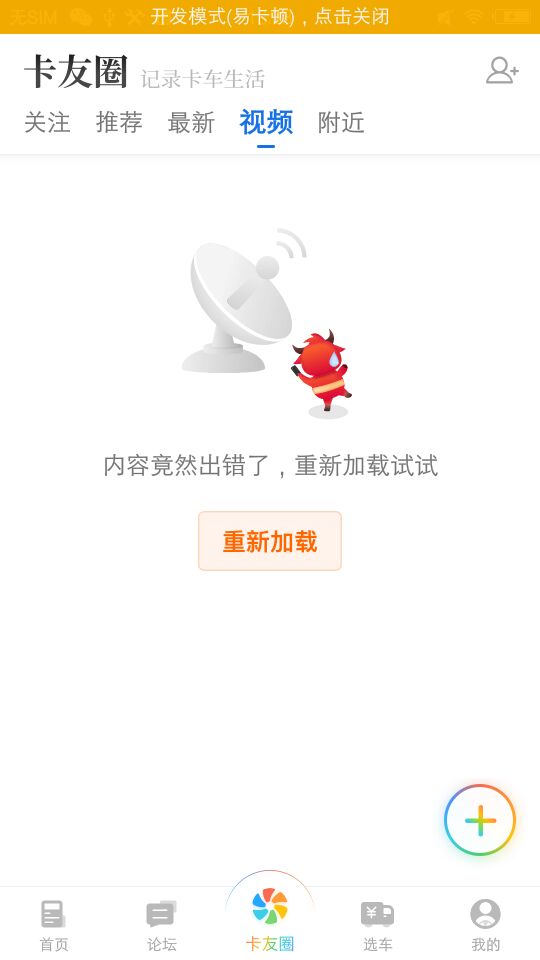 无SIM 开发模式(易卡顿)，点击关闭
卡友圈 记录卡车生活
关注 推荐 最新 视频 附近
内容竟然出错了，重新加载试试
重新加载
首页 论坛 卡友圈 选车 我的